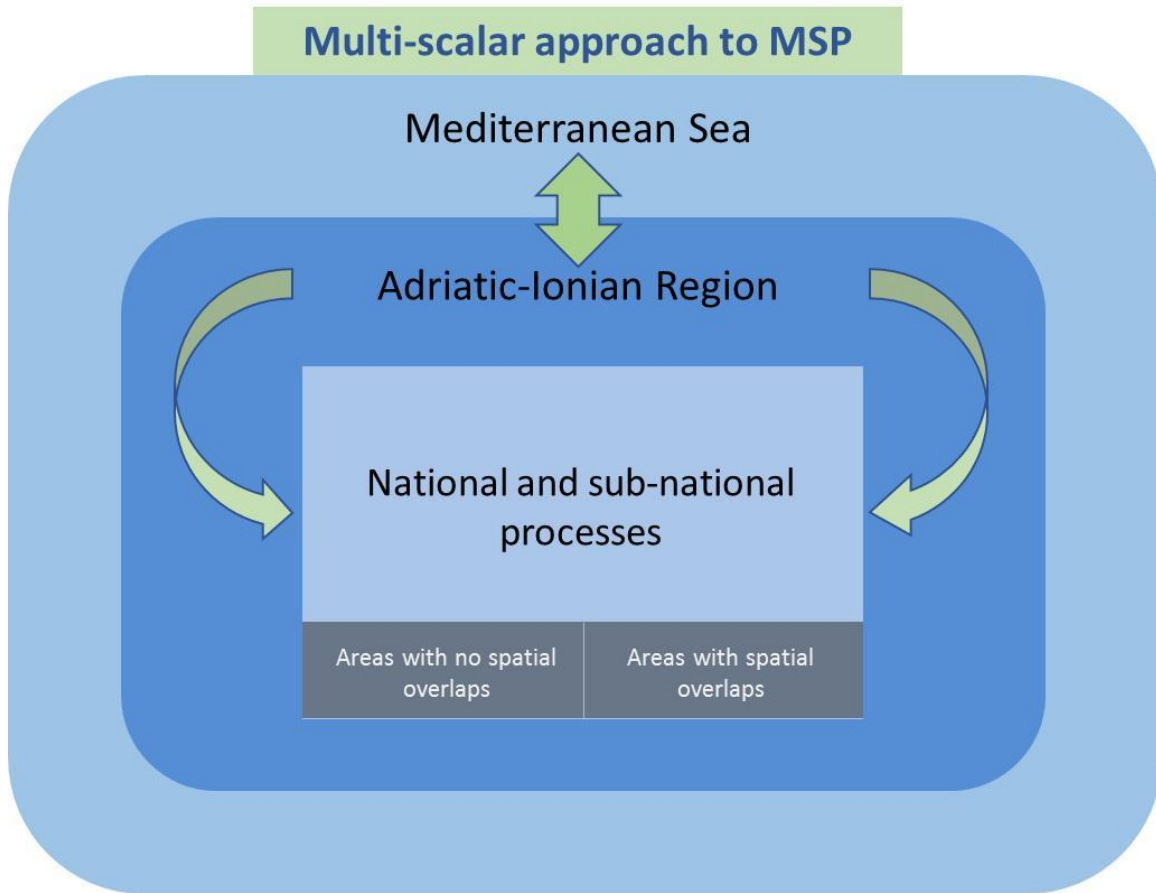 Multi-scalar approach to MSP
Mediterranean Sea
Adriatic-Ionian Region
National and sub-national
processes
Areas with no spatial
overlaps
Areas with spatial
overlaps